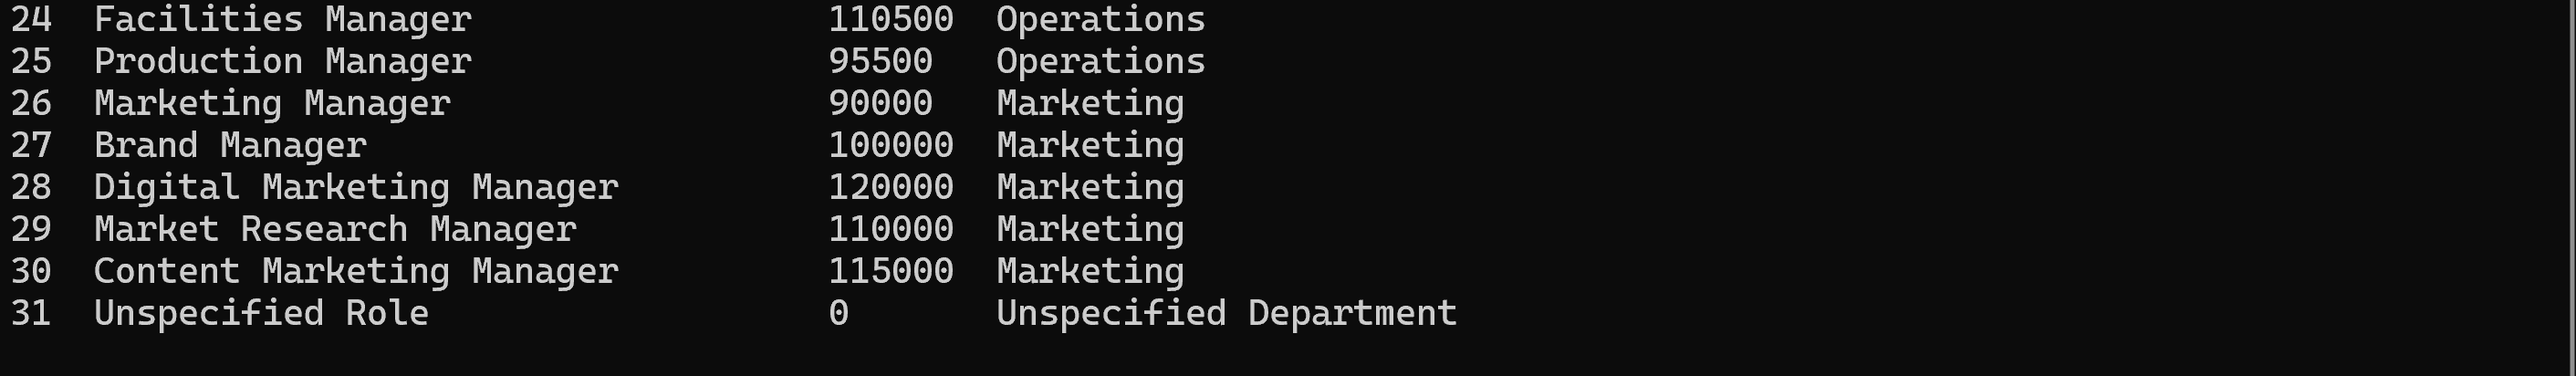 24  Facilities Manager                 110500  Operations
25  Production Manager                 95500   Operations
26  Marketing Manager                  90000   Marketing
27  Brand Manager                      100000  Marketing
28  Digital Marketing Manager          120000  Marketing
29  Market Research Manager            110000  Marketing
30  Content Marketing Manager          115000  Marketing
31  Unspecified Role                   0       Unspecified Department